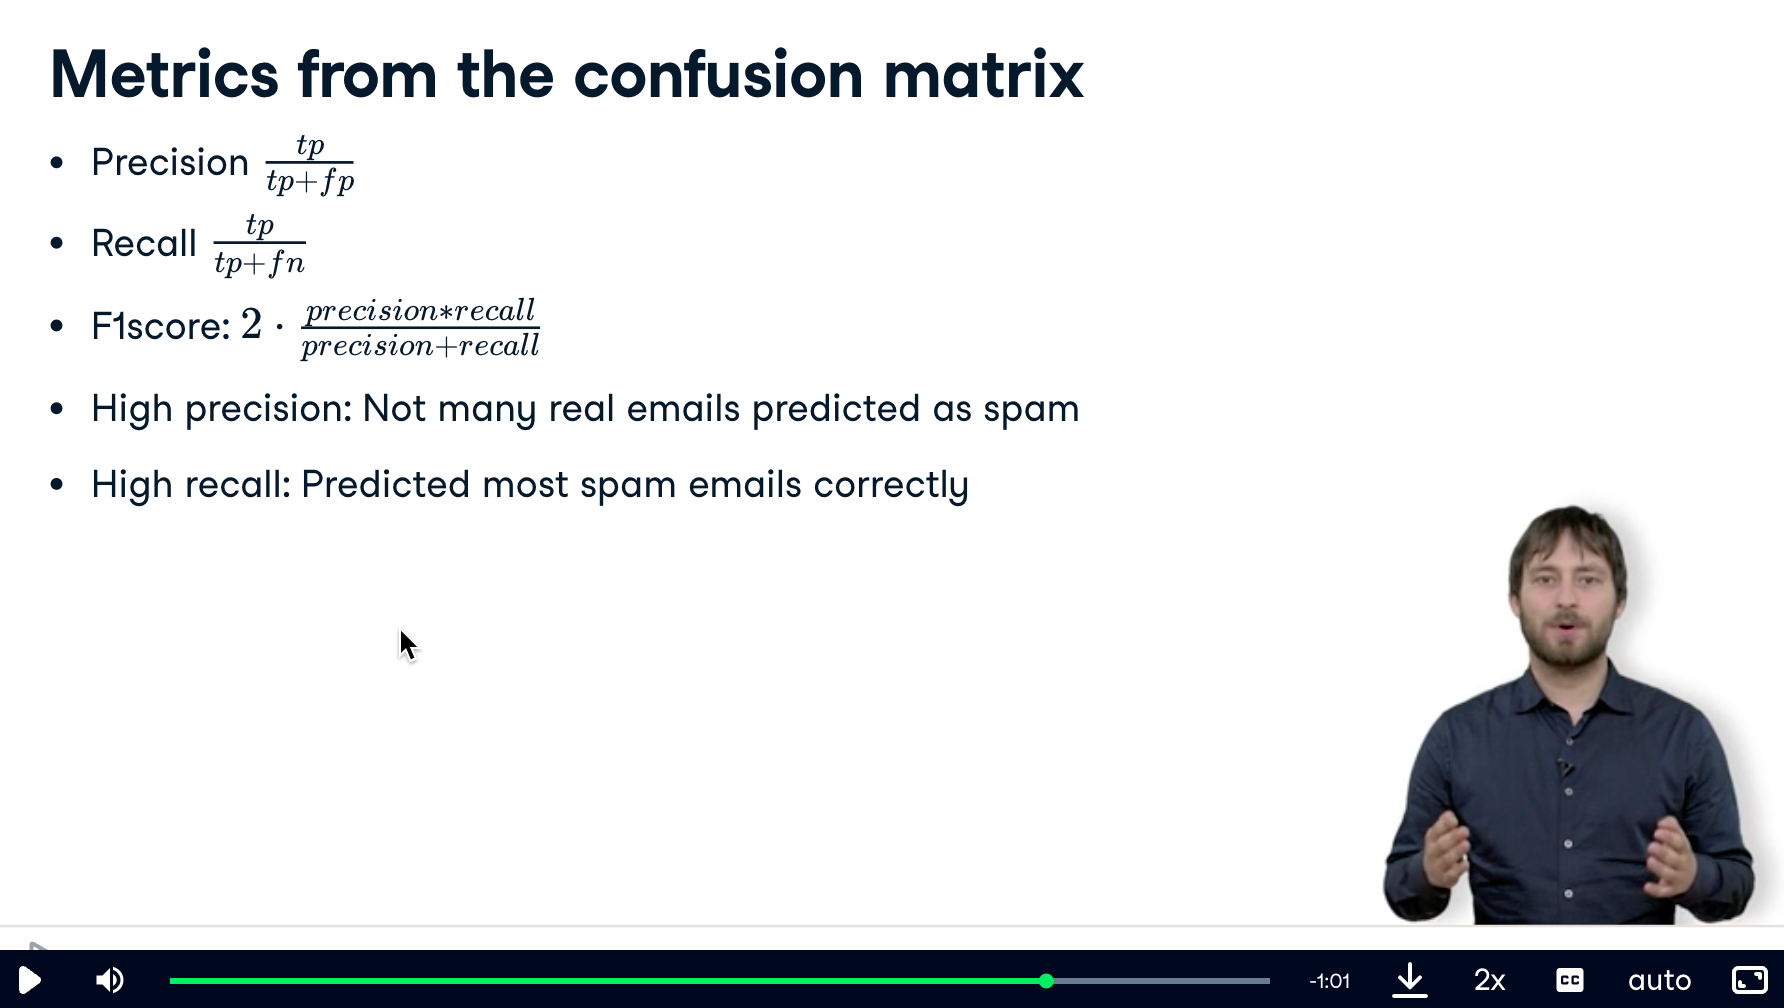 Metrics from the confusion matrix
• Precision $\frac{tp}{tp+fp}$
• Recall $\frac{tp}{tp+fn}$
• F1score: $2 \cdot \frac{precision*recall}{precision+recall}$
• High precision: Not many real emails predicted as spam
• High recall: Predicted most spam emails correctly
-1:01 2x CC auto